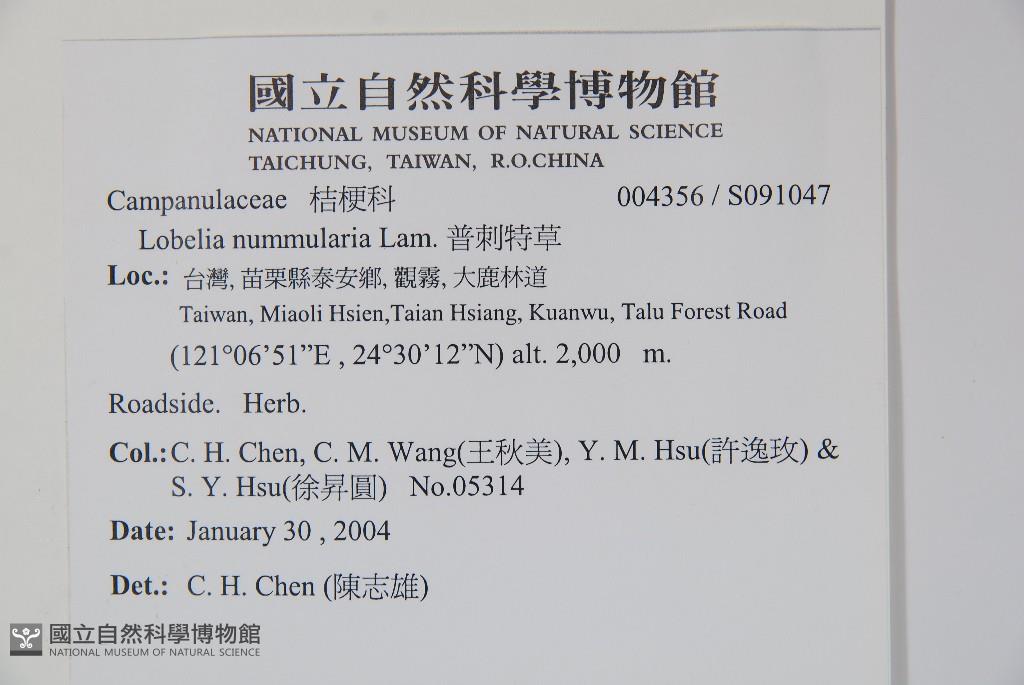 國立自然科學博物館
NATIONAL MUSEUM OF NATURAL SCIENCE
TAICHUNG, TAIWAN, R.O.CHINA
Campanulaceae 桔梗科 004356 / S091047
Lobelia nummularia Lam. 普刺特草
Loc.: 台灣, 苗栗縣泰安鄉, 觀霧, 大鹿林道
Taiwan, Miaoli Hsien,Taian Hsiang, Kuanwu, Talu Forest Road
(121°06’51”E , 24°30’12”N) alt. 2,000 m.
Roadside. Herb.
Col.: C. H. Chen, C. M. Wang(王秋美), Y. M. Hsu(許逸玫) &
S. Y. Hsu(徐昇圓) No.05314
Date: January 30 , 2004
Det.: C. H. Chen (陳志雄)
國立自然科學博物館
NATIONAL MUSEUM OF NATURAL SCIENCE